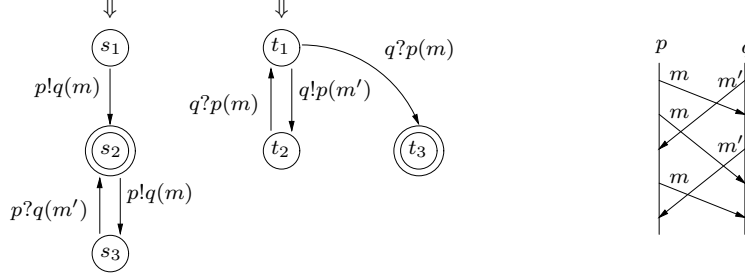 s1
t1
p
p!q(m)
q?p(m)
q!p(m′)
q?p(m)
m
m′
m
s2
t2
t3
m′
p?q(m′)
p!q(m)
m
s3